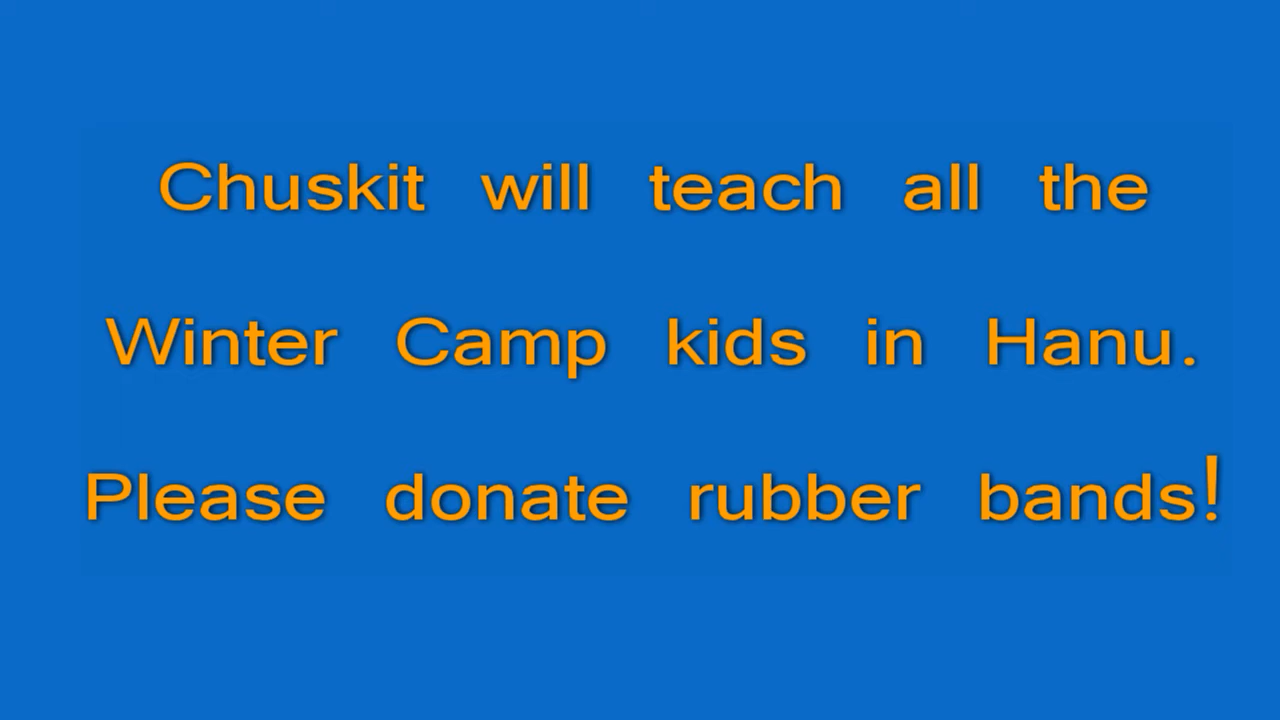 Chuskit will teach all the
Winter Camp kids in Hanu.
Please donate rubber bands!